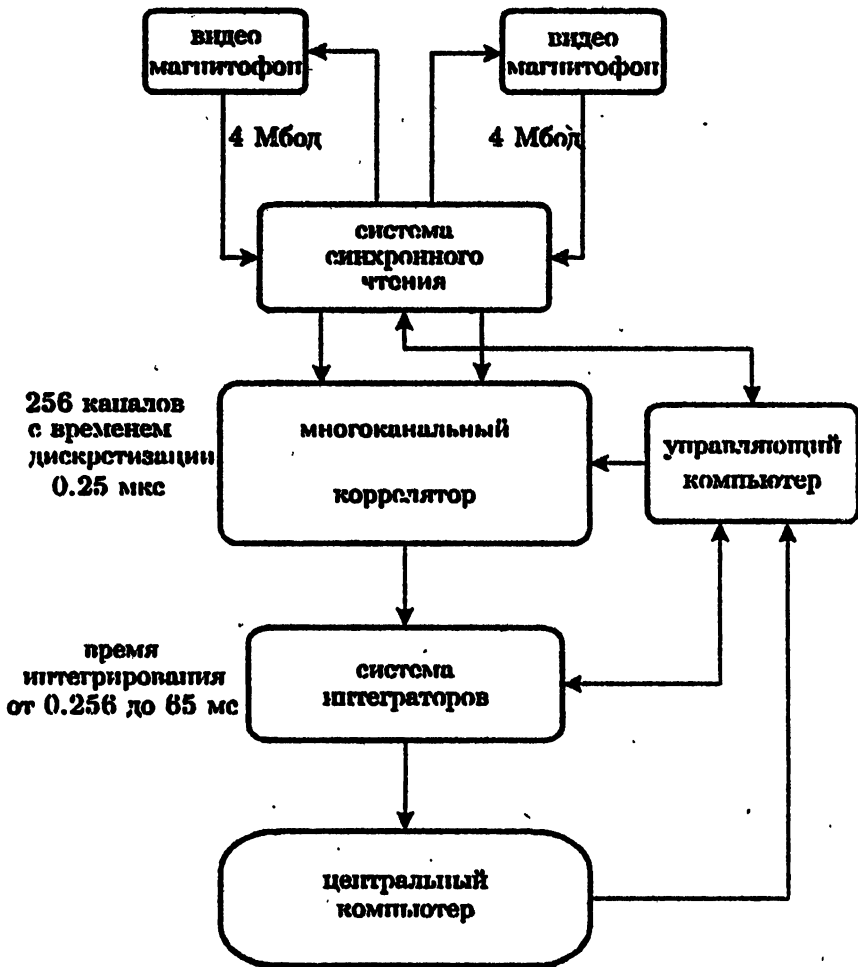 видео
магнитофон
видео
магнитофон
4 Мбод
4 Мбод
система
синхронного
чтения
256 каналов
с временем
дискретизации
0.25 мкс
многоканальный
коррелятор
управляющий
компьютер
время
интегрирования
от 0.256 до 65 мс
система
интеграторов
центральный
компьютер